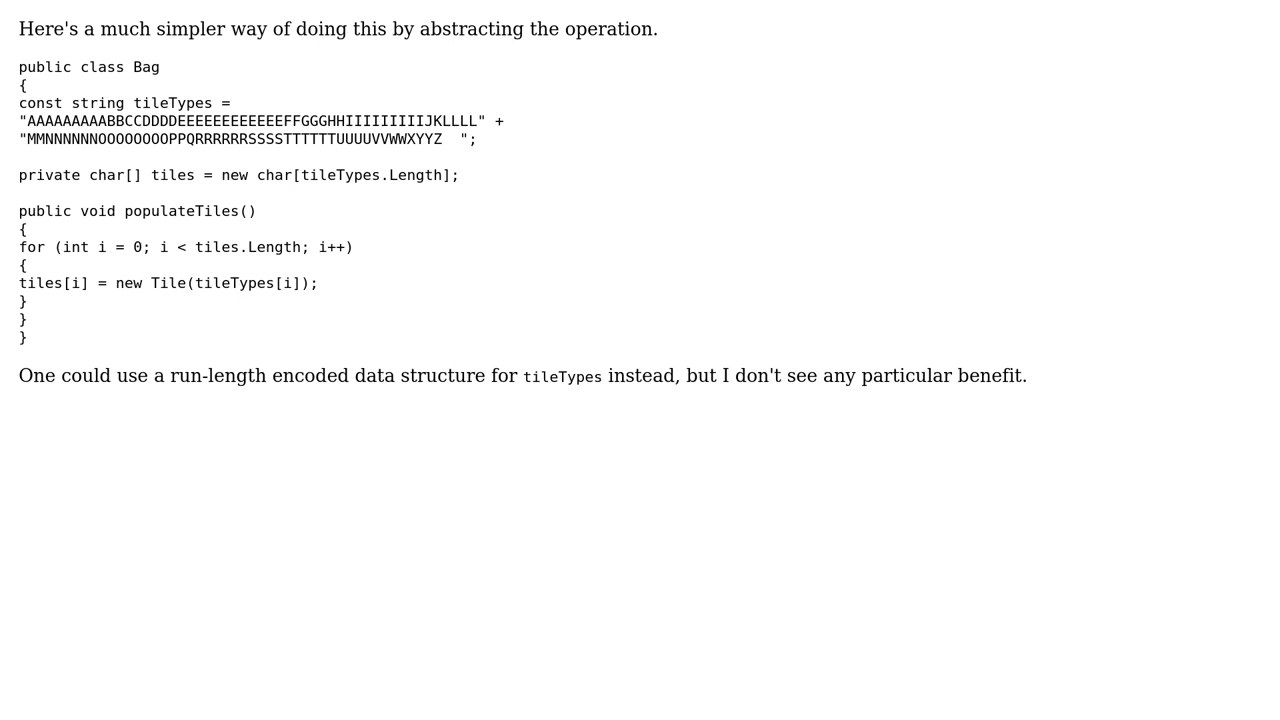 Here's a much simpler way of doing this by abstracting the operation.
public class Bag
{
const string tileTypes =
"AAAAAAAAABBCCDDDDEEEEEEEEEEEEFFGGGHHIIIIIIIIIJKLLLL" +
"MMNNNNNNOOOOOOOOPPQRRRRRRSSSSTTTTTTUUUUVVWWXYYZ  ";
private char[] tiles = new char[tileTypes.Length];
public void populateTiles()
{
for (int i = 0; i < tiles.Length; i++)
{
tiles[i] = new Tile(tileTypes[i]);
}
}
}
One could use a run-length encoded data structure for tileTypes instead, but I don't see any particular benefit.